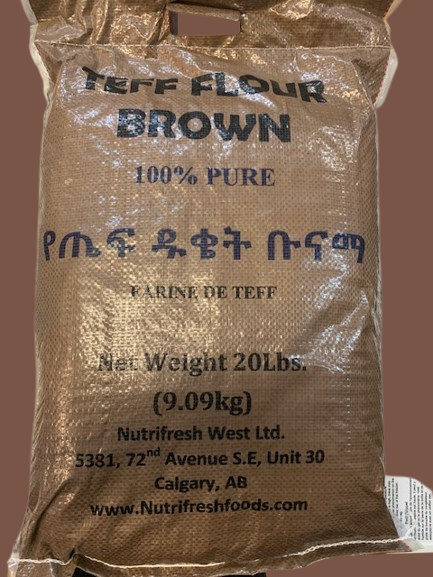 TEFF FLOUR
BROWN
100% PURE
የጤፍ ዱቄት ቡናማ
FARINE DE TEFF
Net Weight 20Lbs.
(9.09kg)
Nutrifresh West Ltd.
5381, 72nd Avenue S.E, Unit 30
Calgary, AB
www.Nutrifreshfoods.com